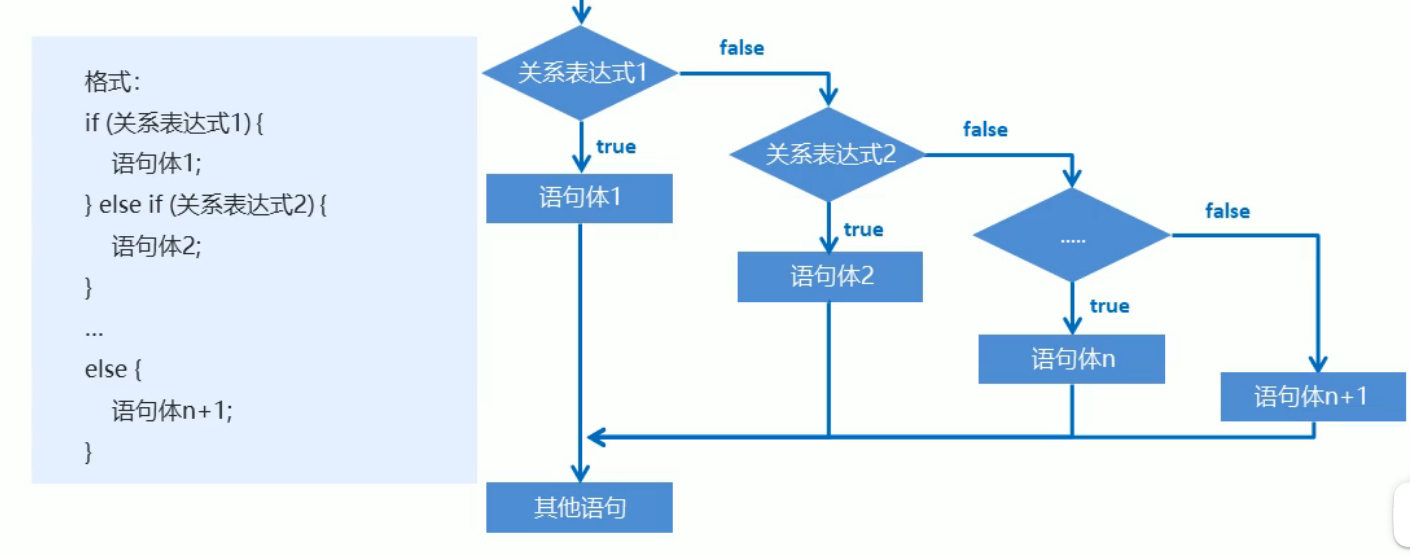 格式：
if (关系表达式1) {
语句体1;
} else if (关系表达式2) {
语句体2;
}
...
else {
语句体n+1;
}
关系表达式1
false
true
语句体1
关系表达式2
false
true
语句体2
.....
false
true
语句体n
语句体n+1
其他语句